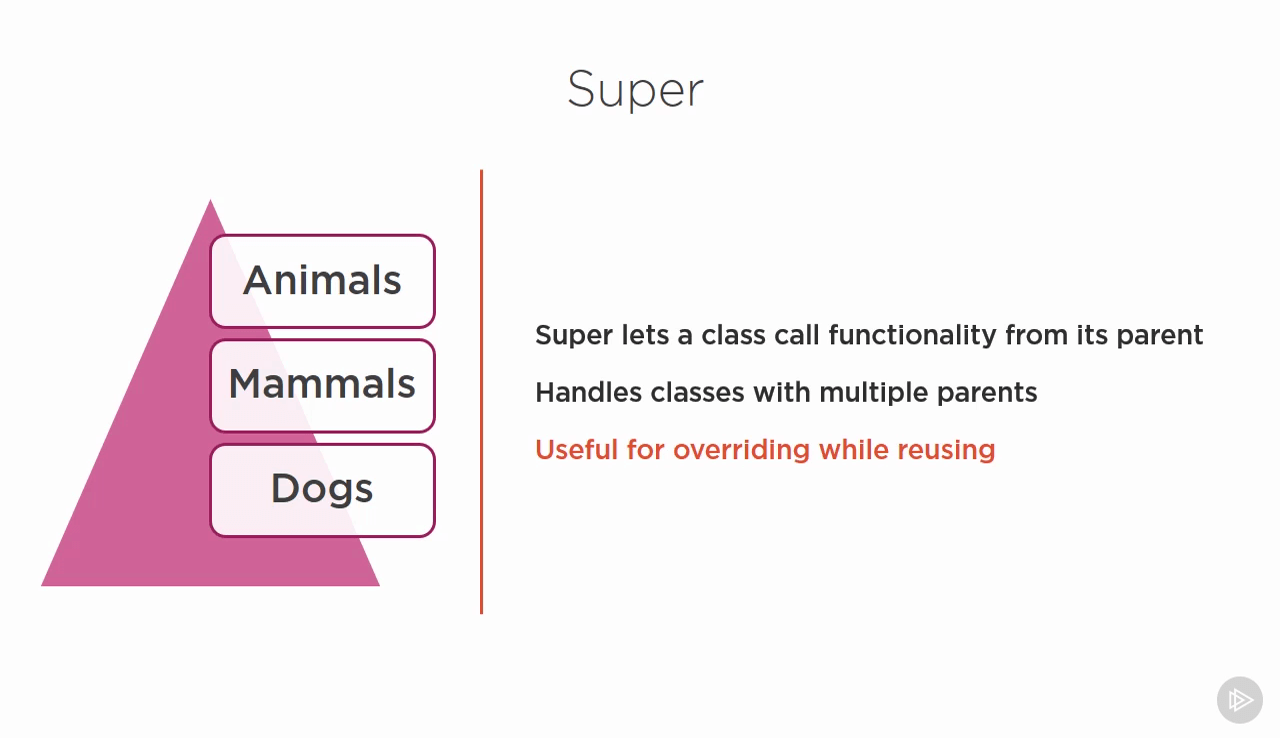 Super
Animals
Mammals
Dogs
Super lets a class call functionality from its parent
Handles classes with multiple parents
Useful for overriding while reusing